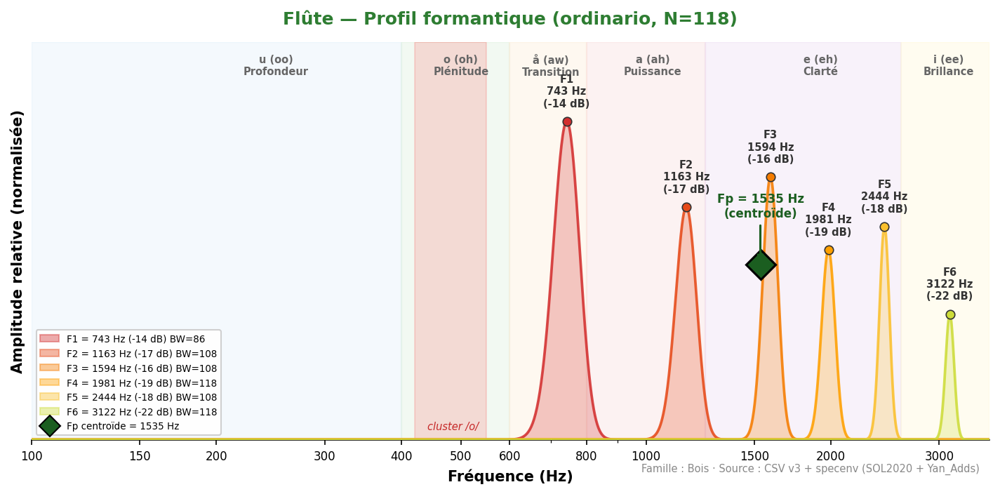 Flûte — Profil formantique (ordinario, N=118)
u (oo)
Profondeur
o (oh)
Plénitude
å (aw)
Transition
a (ah)
Puissance
e (eh)
Clarté
i (ee)
Brillance
F1
743 Hz
(-14 dB)
F2
1163 Hz
(-17 dB)
F3
1594 Hz
(-16 dB)
Fp = 1535 Hz
(centroïde)
F4
1981 Hz
(-19 dB)
F5
2444 Hz
(-18 dB)
F6
3122 Hz
(-22 dB)
Amplitude relative (normalisée)
F1 = 743 Hz (-14 dB) BW=86
F2 = 1163 Hz (-17 dB) BW=108
F3 = 1594 Hz (-16 dB) BW=108
F4 = 1981 Hz (-19 dB) BW=118
F5 = 2444 Hz (-18 dB) BW=108
F6 = 3122 Hz (-22 dB) BW=118
Fp centroïde = 1535 Hz
cluster /o/
100 150 200 300 400 500 600 800 1000 1500 2000 3000
Fréquence (Hz)
Famille : Bois · Source : CSV v3 + specenv (SOL2020 + Yan_Adds)